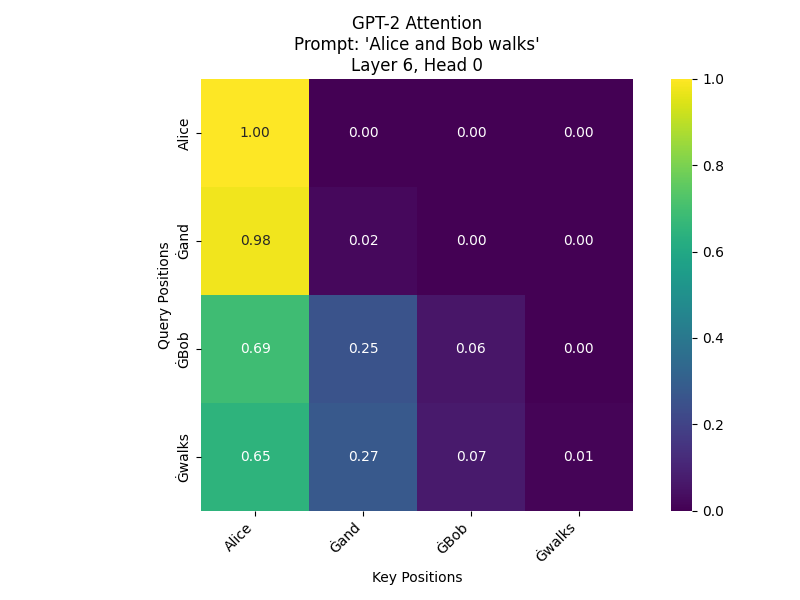 GPT-2 Attention
Prompt: 'Alice and Bob walks'
Layer 6, Head 0
Query Positions
Alice
1.00 0.00 0.00 0.00
Ġand
0.98 0.02 0.00 0.00
ĠBob
0.69 0.25 0.06 0.00
Ġwalks
0.65 0.27 0.07 0.01
Alice Ġand ĠBob Ġwalks
Key Positions
1.0
0.8
0.6
0.4
0.2
0.0